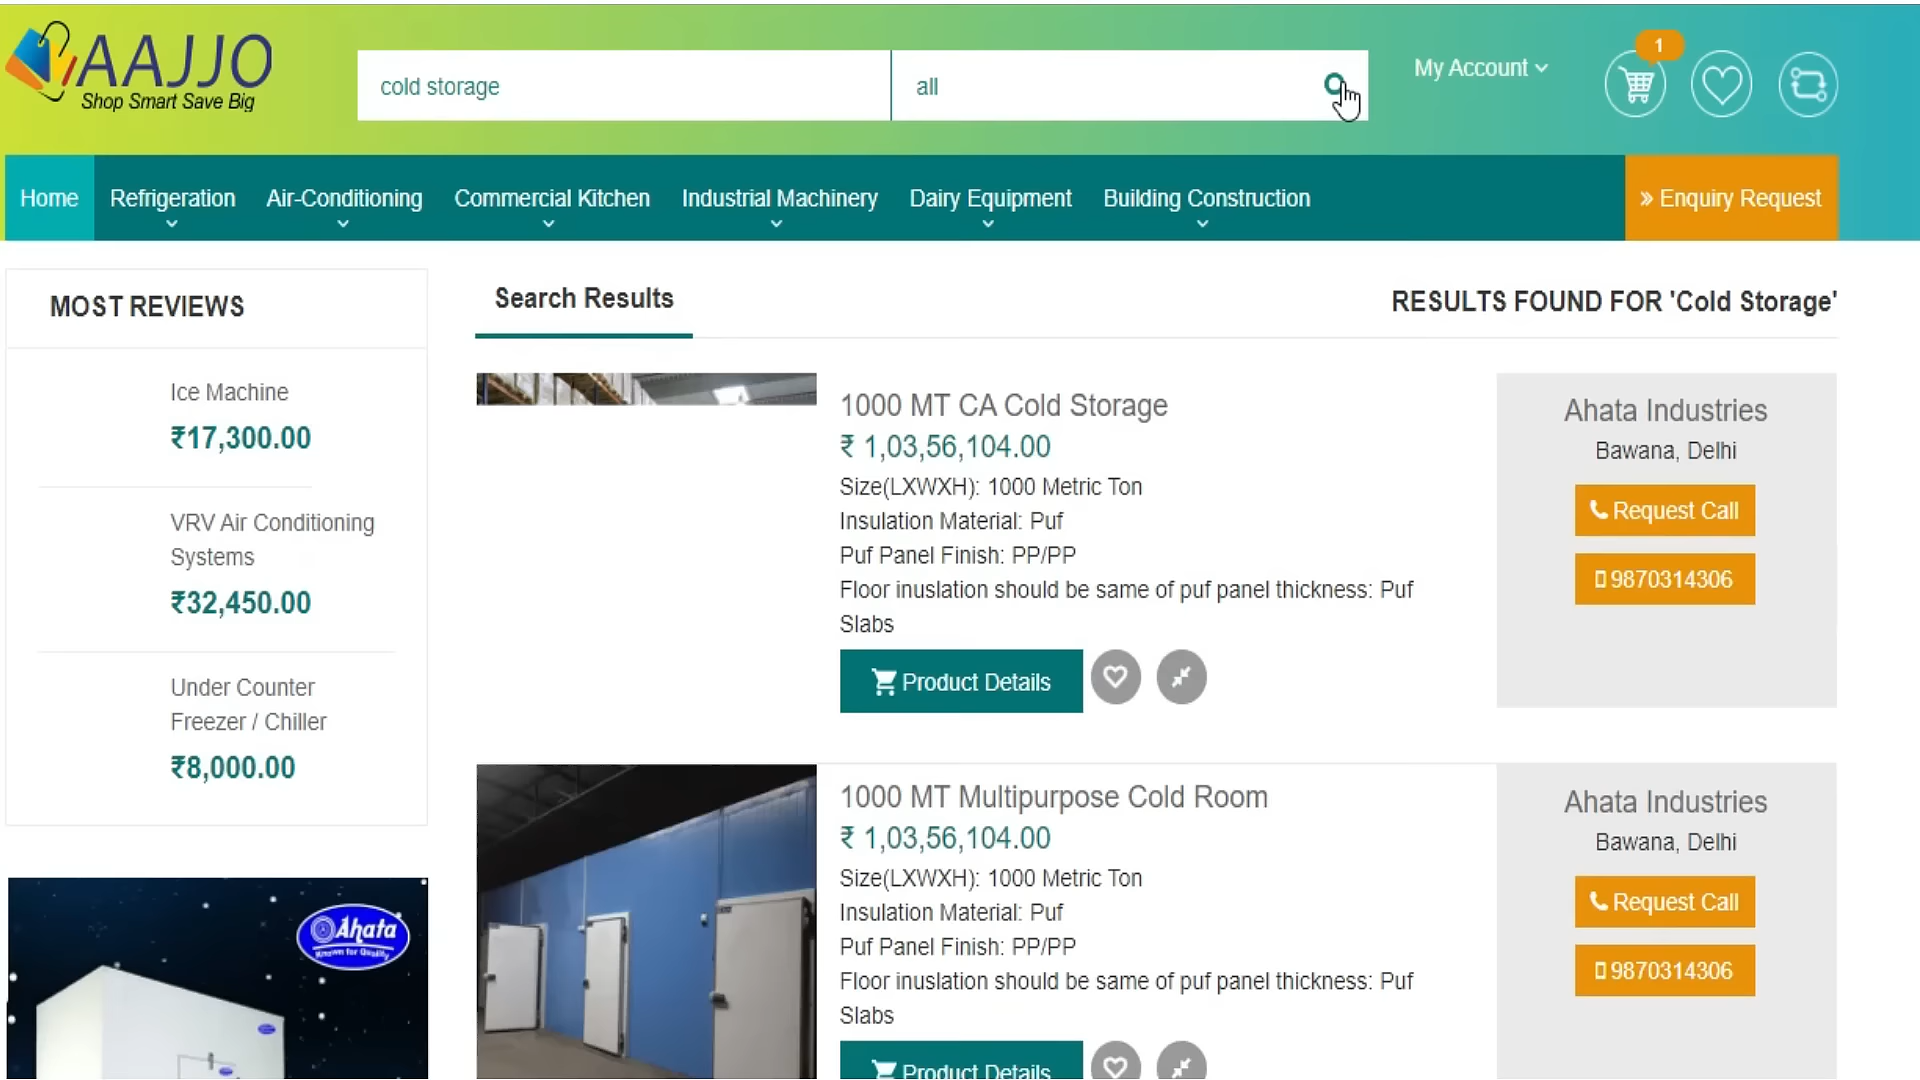 AAJJO
Shop Smart Save Big
cold storage
all
My Account
1
Home
Refrigeration
Air-Conditioning
Commercial Kitchen
Industrial Machinery
Dairy Equipment
Building Construction
» Enquiry Request
MOST REVIEWS
Ice Machine
₹17,300.00
VRV Air Conditioning
Systems
₹32,450.00
Under Counter
Freezer / Chiller
₹8,000.00
Ahata
Known for Quality
Search Results
RESULTS FOUND FOR 'Cold Storage'
1000 MT CA Cold Storage
₹ 1,03,56,104.00
Size(LXWXH): 1000 Metric Ton
Insulation Material: Puf
Puf Panel Finish: PP/PP
Floor inuslation should be same of puf panel thickness: Puf
Slabs
Product Details
Ahata Industries
Bawana, Delhi
Request Call
9870314306
1000 MT Multipurpose Cold Room
₹ 1,03,56,104.00
Size(LXWXH): 1000 Metric Ton
Insulation Material: Puf
Puf Panel Finish: PP/PP
Floor inuslation should be same of puf panel thickness: Puf
Slabs
Product Details
Ahata Industries
Bawana, Delhi
Request Call
9870314306